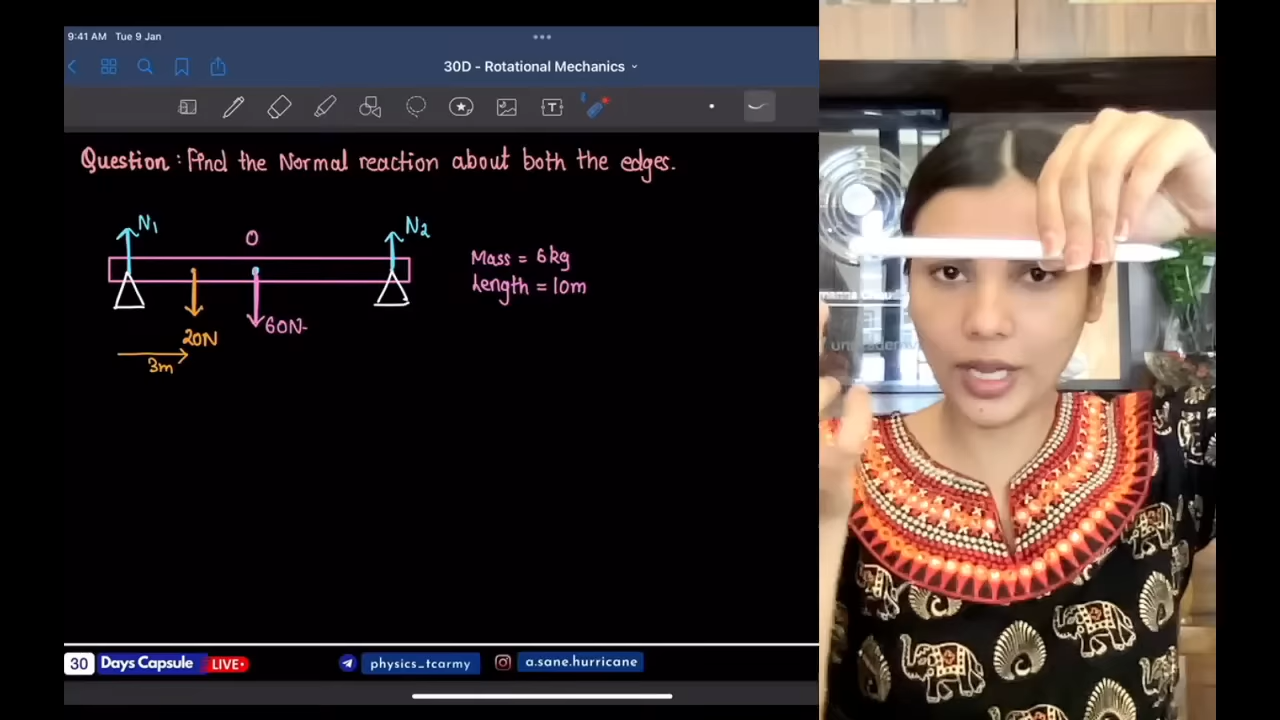 9:41 AM Tue 9 Jan
30D - Rotational Mechanics
T
Question : Find the Normal reaction about both the edges.
N1
N2
O
Mass = 6kg
Length = 10m
60N
20N
3m
30 Days Capsule LIVE
physics_tcarmy
a.sane.hurricane